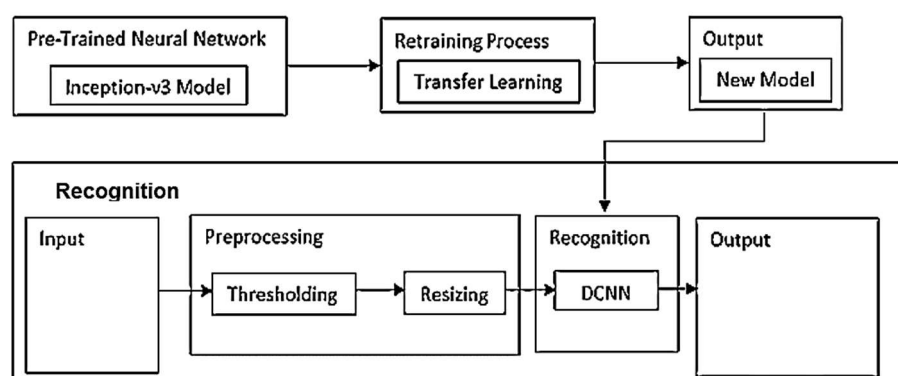 Pre-Trained Neural Network
Inception-v3 Model
Retraining Process
Transfer Learning
Output
New Model
Recognition
Input
Preprocessing
Thresholding
Resizing
Recognition
DCNN
Output